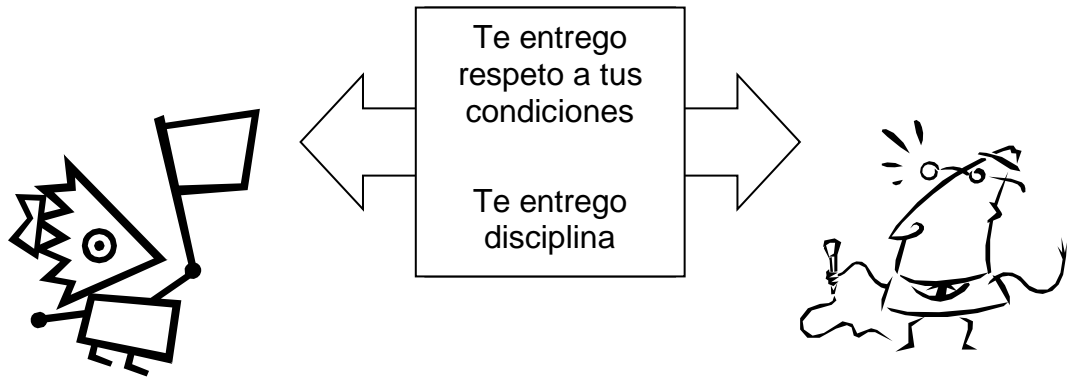 Te entrego
respeto a tus
condiciones
Te entrego
disciplina